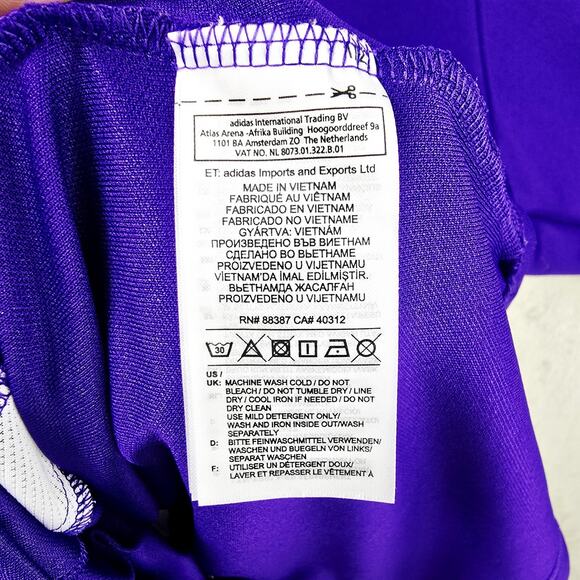 adidas International Trading BV
Atlas Arena -Afrika Building Hoogoorddreef 9a
1101 BA Amsterdam ZO The Netherlands
VAT NO. NL 8073.01.322.B.01
ET: adidas Imports and Exports Ltd
MADE IN VIETNAM
FABRIQUÉ AU VIÊTNAM
FABRICADO EN VIETNAM
FABRICADO NO VIETNAME
GYÁRTVA: VIETNÁM
ПРОИЗВЕДЕНО ВЪВ ВИЕТНАМ
СДЕЛАНО ВО ВЬЕТНАМЕ
PROIZVEDENO U VIJETNAMU
VİETNAM'DA İMAL EDİLMİŞTİR.
ВЬЕТНАМДА ЖАСАЛҒАН
PROIZVEDENO U VIJETNAMU
RN# 88387 CA# 40312
30
US /
UK: MACHINE WASH COLD / DO NOT
BLEACH / DO NOT TUMBLE DRY / LINE
DRY / COOL IRON IF NEEDED / DO NOT
DRY CLEAN
USE MILD DETERGENT ONLY/
WASH AND IRON INSIDE OUT/WASH
SEPARATELY
D: BITTE FEINWASCHMITTEL VERWENDEN/
WASCHEN UND BUEGELN VON LINKS/
SEPARAT WASCHEN
F: UTILISER UN DÉTERGENT DOUX/
LAVER ET REPASSER LE VÊTEMENT À